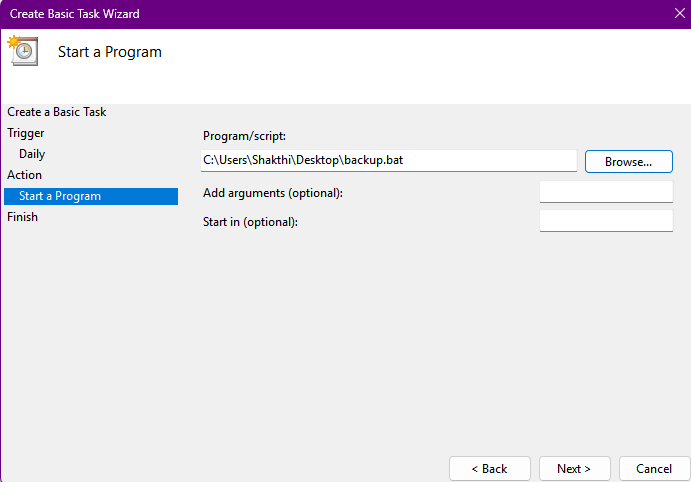 Create Basic Task Wizard
Start a Program
Create a Basic Task
Trigger
Daily
Action
Start a Program
Finish
Program/script:
C:\Users\Shakthi\Desktop\backup.bat
Browse...
Add arguments (optional):
Start in (optional):
< Back
Next >
Cancel